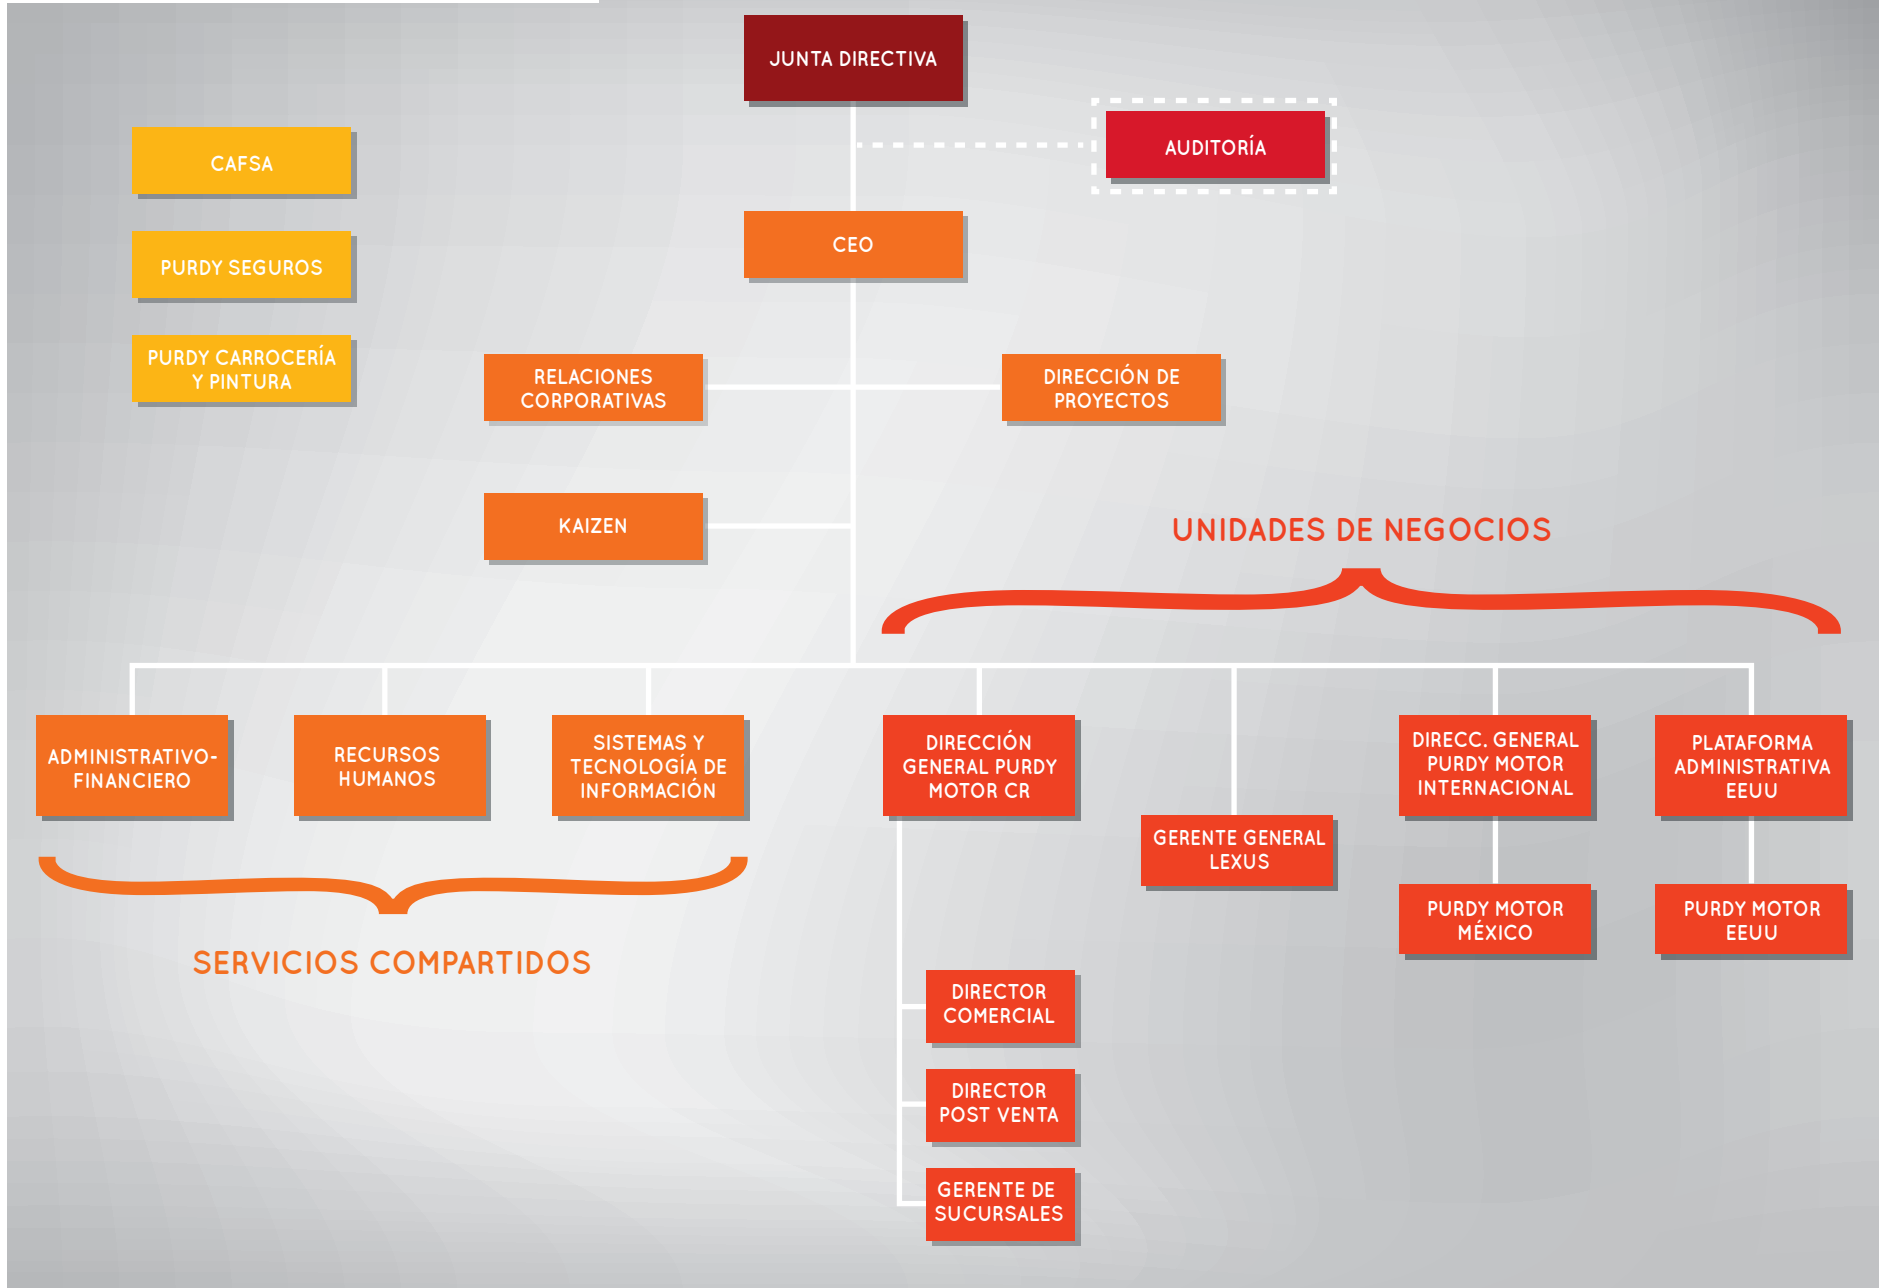 JUNTA DIRECTIVA
AUDITORÍA
CAFSA
CEO
PURDY SEGUROS
PURDY CARROCERÍA
Y PINTURA
RELACIONES
CORPORATIVAS
DIRECCIÓN DE
PROYECTOS
KAIZEN
UNIDADES DE NEGOCIOS
ADMINISTRATIVO-
FINANCIERO
RECURSOS
HUMANOS
SISTEMAS Y
TECNOLOGÍA DE
INFORMACIÓN
DIRECCIÓN
GENERAL PURDY
MOTOR CR
GERENTE GENERAL
LEXUS
DIRECC. GENERAL
PURDY MOTOR
INTERNACIONAL
PLATAFORMA
ADMINISTRATIVA
EEUU
PURDY MOTOR
MÉXICO
PURDY MOTOR
EEUU
SERVICIOS COMPARTIDOS
DIRECTOR
COMERCIAL
DIRECTOR
POST VENTA
GERENTE DE
SUCURSALES